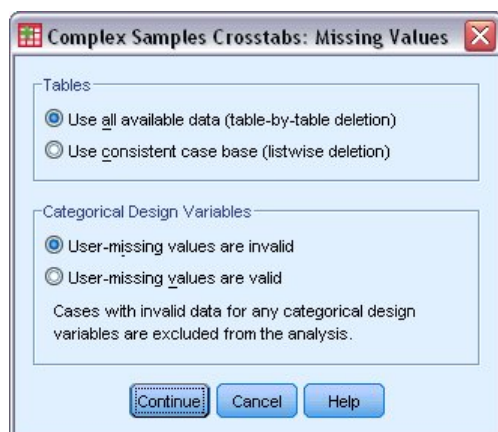 Complex Samples Crosstabs: Missing Values
Tables
Use all available data (table-by-table deletion)
Use consistent case base (listwise deletion)
Categorical Design Variables
User-missing values are invalid
User-missing values are valid
Cases with invalid data for any categorical design
variables are excluded from the analysis.
Continue Cancel Help